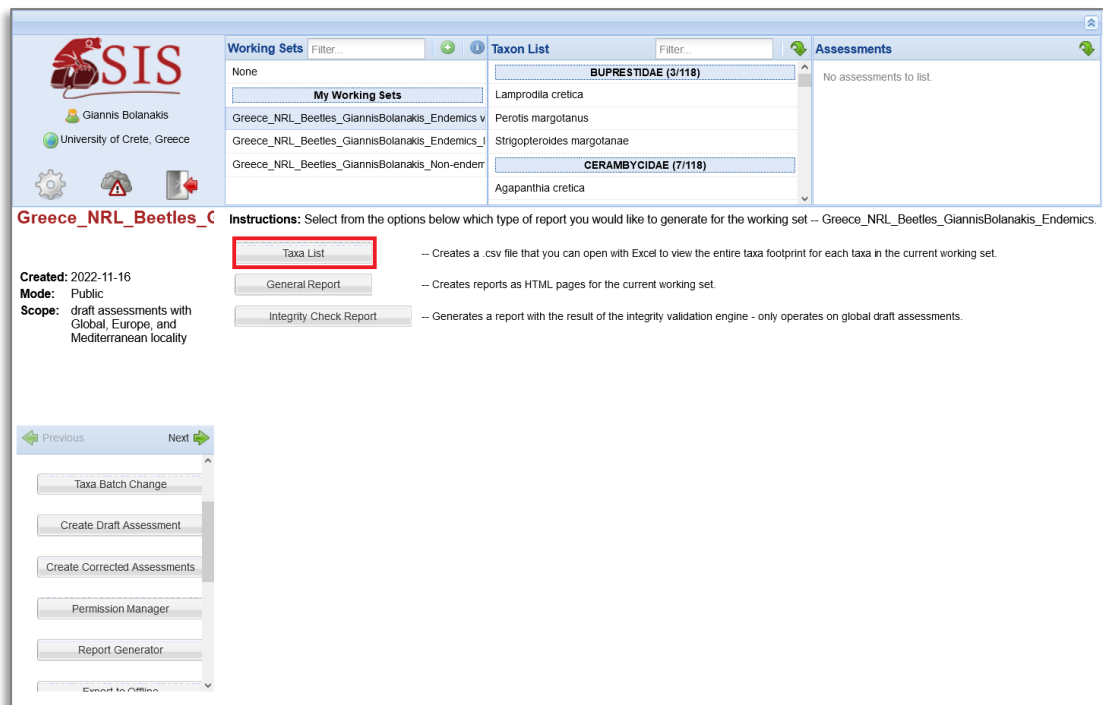 SIS
Giannis Bolanakis
University of Crete, Greece
Working Sets Filter...
None
My Working Sets
Greece_NRL_Beetles_GiannisBolanakis_Endemics v
Greece_NRL_Beetles_GiannisBolanakis_Endemics_I
Greece_NRL_Beetles_GiannisBolanakis_Non-endem
Taxon List Filter...
BUPRESTIDAE (3/118)
Lamprodila cretica
Perotis margotanus
Strigopteroides margotanae
CERAMBYCIDAE (7/118)
Agapanthia cretica
Assessments
No assessments to list.
Greece_NRL_Beetles_G
Created: 2022-11-16
Mode: Public
Scope: draft assessments with
Global, Europe, and
Mediterranean locality
Instructions: Select from the options below which type of report you would like to generate for the working set -- Greece_NRL_Beetles_GiannisBolanakis_Endemics.
Taxa List -- Creates a .csv file that you can open with Excel to view the entire taxa footprint for each taxa in the current working set.
General Report -- Creates reports as HTML pages for the current working set.
Integrity Check Report -- Generates a report with the result of the integrity validation engine - only operates on global draft assessments.
Previous Next
Taxa Batch Change
Create Draft Assessment
Create Corrected Assessments
Permission Manager
Report Generator
Export to Offline